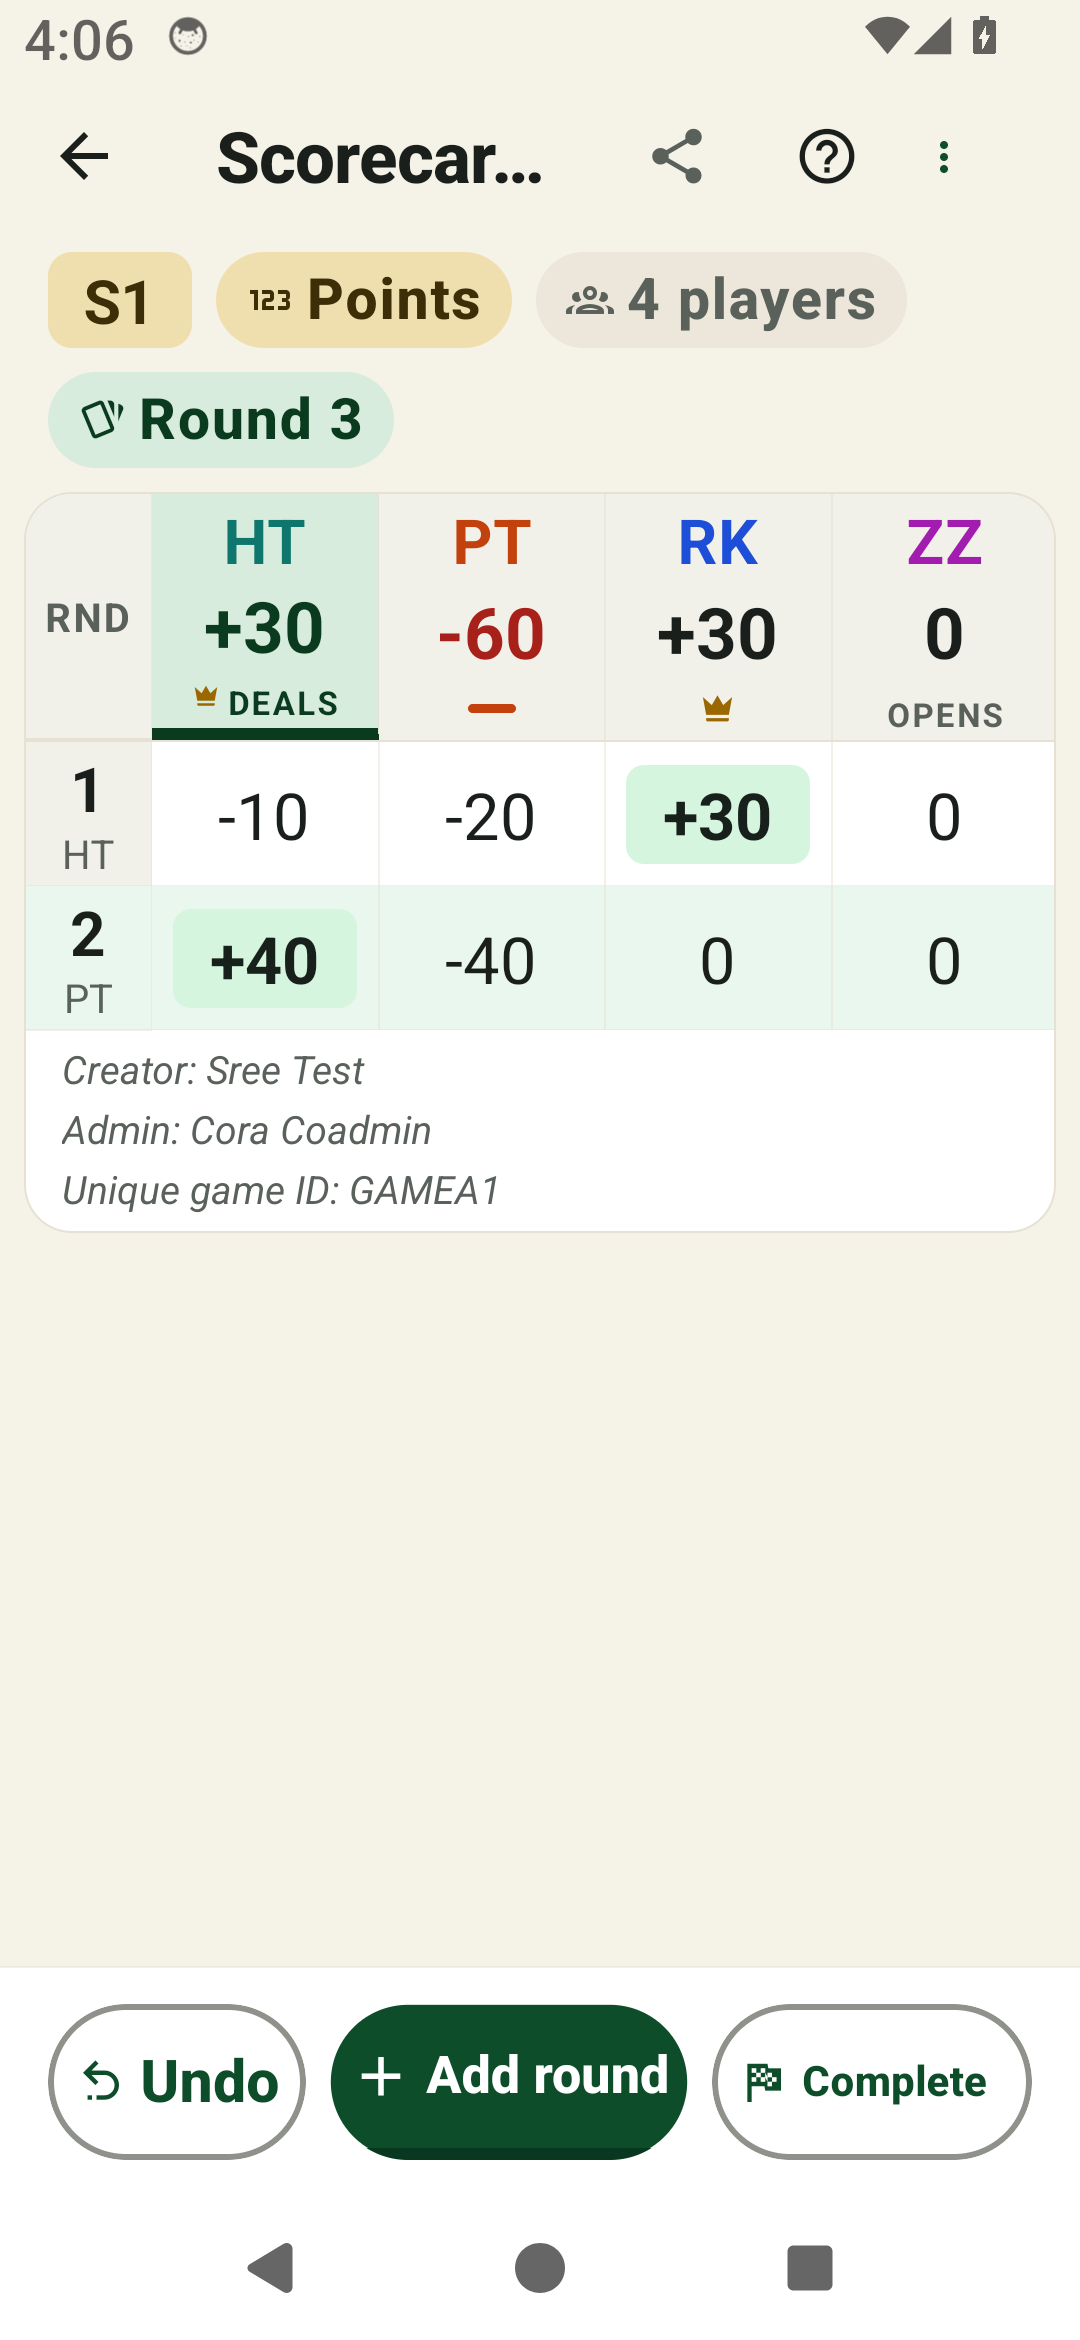 4:06
Scorecar...
S1
123 Points
4 players
Round 3
RND HT PT RK ZZ
+30 -60 +30 0
DEALS OPENS
1 -10 -20 +30 0
HT
2 +40 -40 0 0
PT
Creator: Sree Test
Admin: Cora Coadmin
Unique game ID: GAMEA1
Undo
+ Add round
Complete